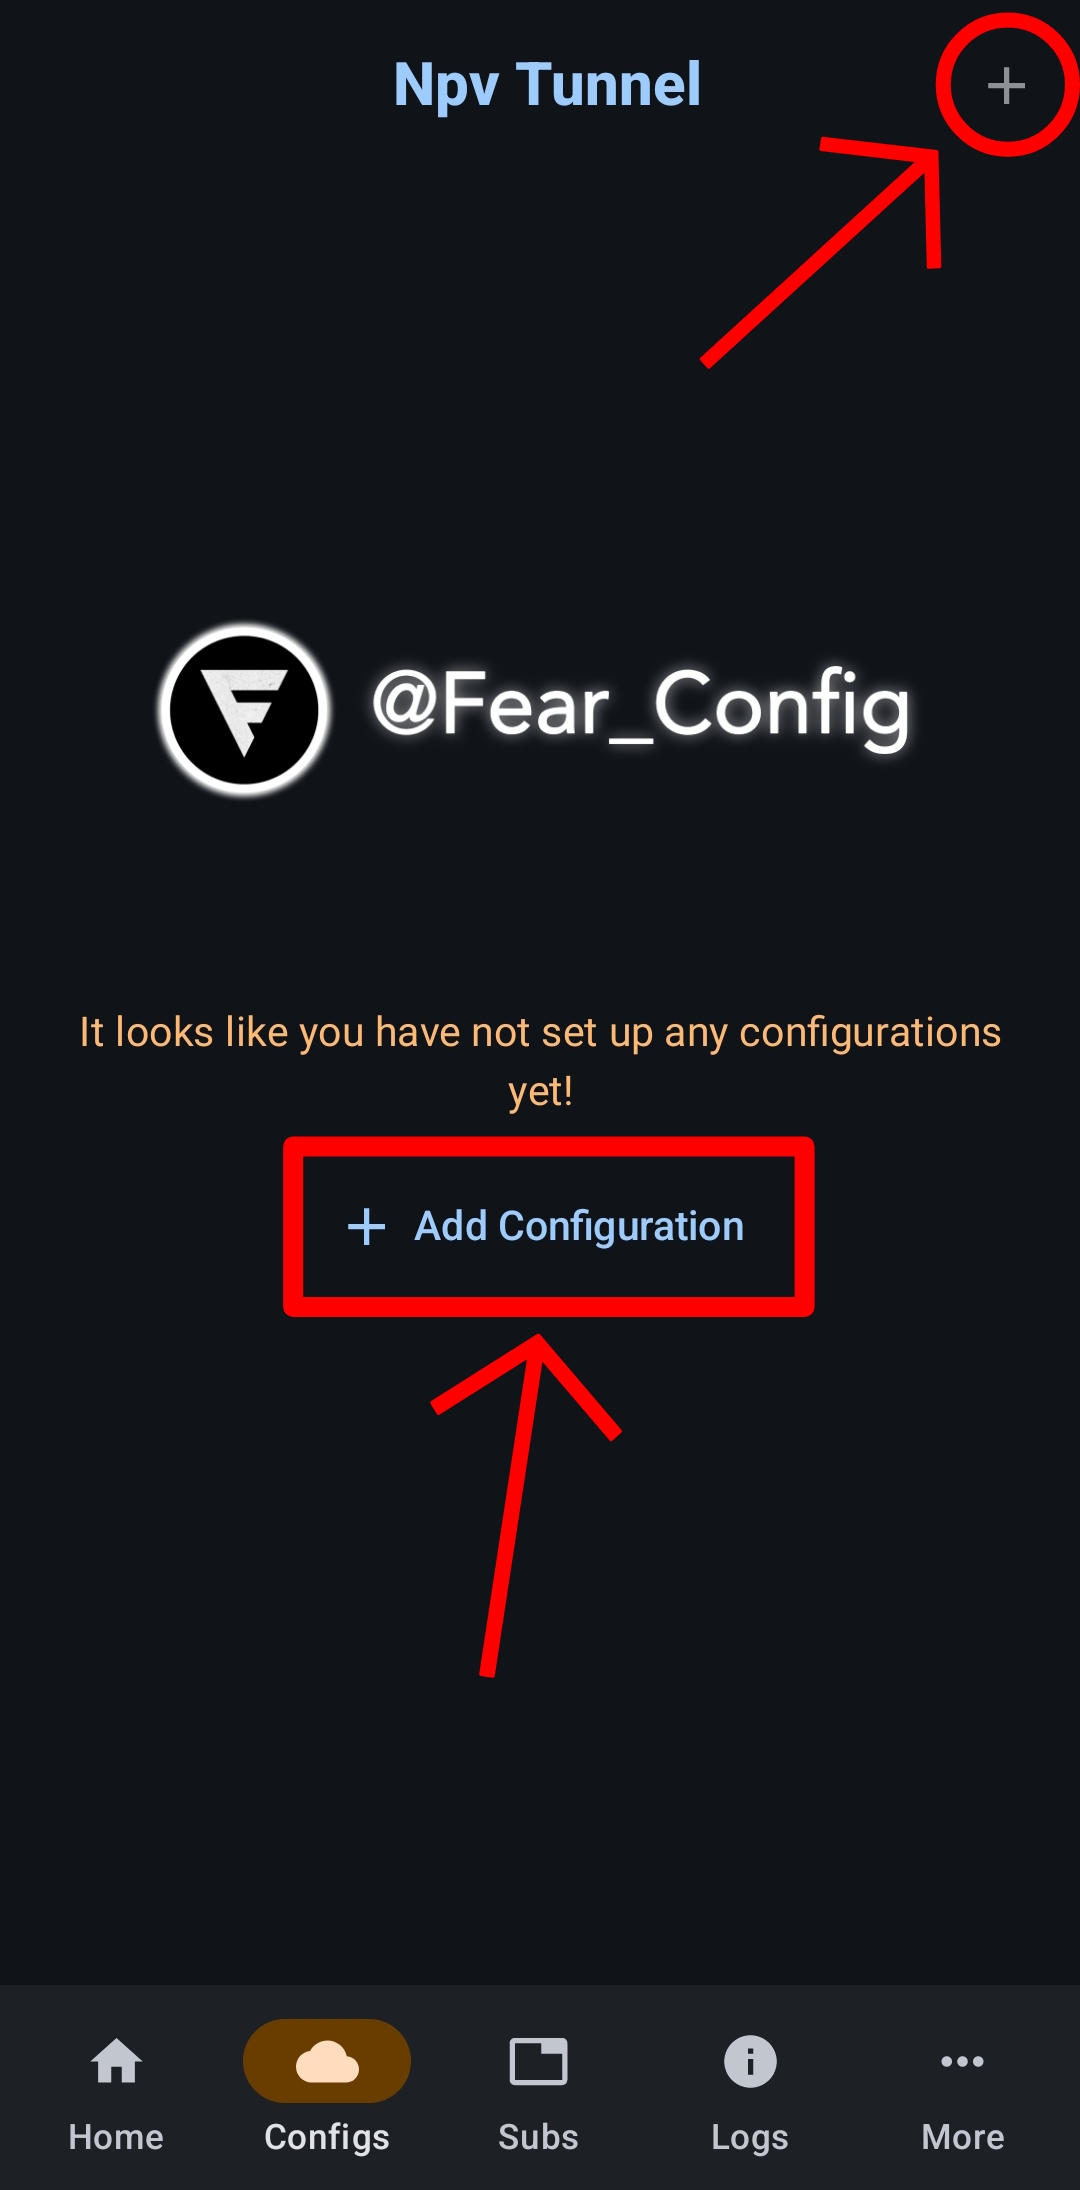 Npv Tunnel
@Fear_Config
It looks like you have not set up any configurations
yet!
+ Add Configuration
Home
Configs
Subs
Logs
More